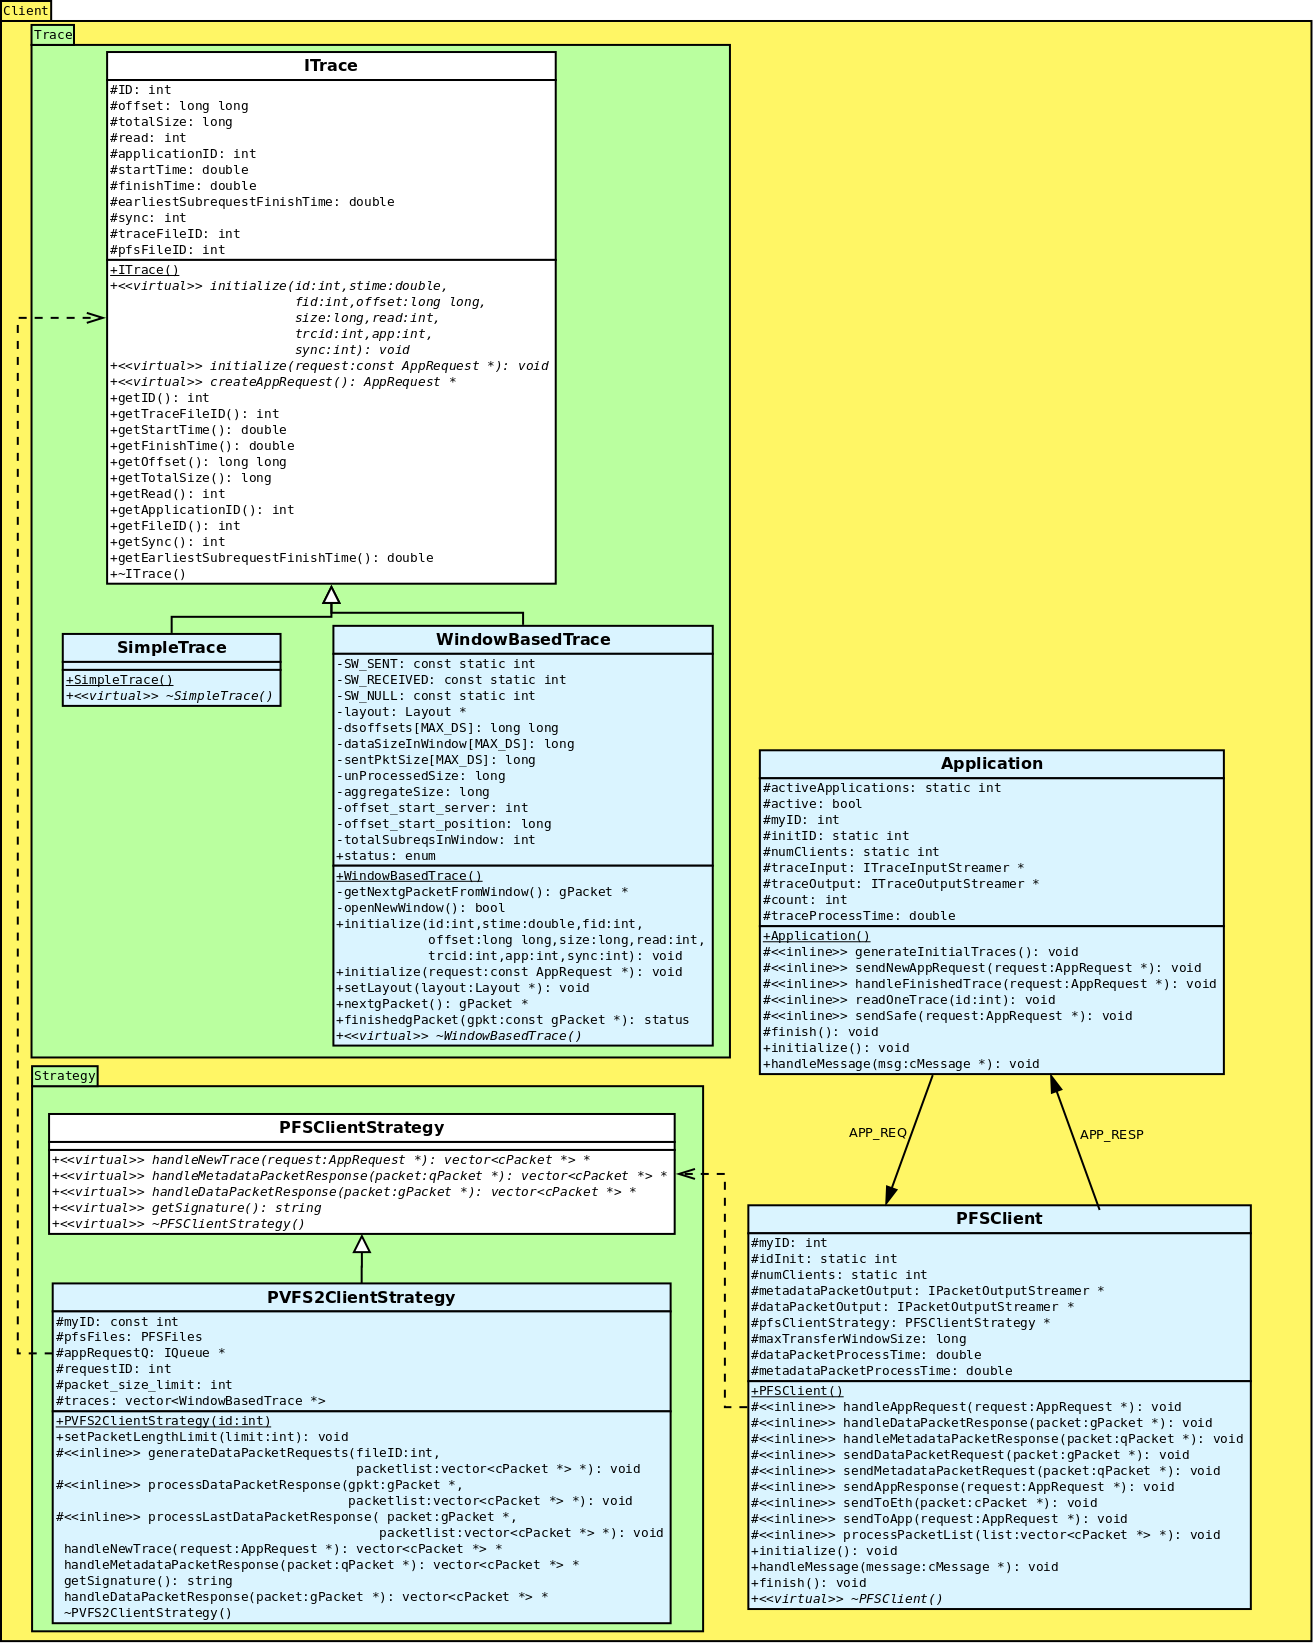 Client
Trace
ITrace
#ID: int
#offset: long long
#totalSize: long
#read: int
#applicationID: int
#startTime: double
#finishTime: double
#earliestSubrequestFinishTime: double
#sync: int
#traceFileID: int
#pfsFileID: int
+ITrace()
+<<virtual>> initialize(id:int,stime:double,
fid:int,offset:long long,
size:long,read:int,
trcid:int,app:int,
sync:int): void
+<<virtual>> initialize(request:const AppRequest *): void
+<<virtual>> createAppRequest(): AppRequest *
+getID(): int
+getTraceFileID(): int
+getStartTime(): double
+getFinishTime(): double
+getOffset(): long long
+getTotalSize(): long
+getRead(): int
+getApplicationID(): int
+getFileID(): int
+getSync(): int
+getEarliestSubrequestFinishTime(): double
+~ITrace()
SimpleTrace
+SimpleTrace()
+<<virtual>> ~SimpleTrace()
WindowBasedTrace
-SW_SENT: const static int
-SW_RECEIVED: const static int
-SW_NULL: const static int
-layout: Layout *
-dsoffsets[MAX_DS]: long long
-dataSizeInWindow[MAX_DS]: long
-sentPktSize[MAX_DS]: long
-unProcessedSize: long
-aggregateSize: long
-offset_start_server: int
-offset_start_position: long
-totalSubreqsInWindow: int
+status: enum
+WindowBasedTrace()
-getNextgPacketFromWindow(): gPacket *
-openNewWindow(): bool
+initialize(id:int,stime:double,fid:int,
offset:long long,size:long,read:int,
trcid:int,app:int,sync:int): void
+initialize(request:const AppRequest *): void
+setLayout(layout:Layout *): void
+nextgPacket(): gPacket *
+finishedgPacket(gpkt:const gPacket *): status
+<<virtual>> ~WindowBasedTrace()
Application
#activeApplications: static int
#active: bool
#myID: int
#initID: static int
#numClients: static int
#traceInput: ITraceInputStreamer *
#traceOutput: ITraceOutputStreamer *
#count: int
#traceProcessTime: double
+Application()
#<<inline>> generateInitialTraces(): void
#<<inline>> sendNewAppRequest(request:AppRequest *): void
#<<inline>> handleFinishedTrace(request:AppRequest *): void
#<<inline>> readOneTrace(id:int): void
#<<inline>> sendSafe(request:AppRequest *): void
#finish(): void
+initialize(): void
+handleMessage(msg:cMessage *): void
APP_REQ
APP_RESP
Strategy
PFSClientStrategy
+<<virtual>> handleNewTrace(request:AppRequest *): vector<cPacket *> *
+<<virtual>> handleMetadataPacketResponse(packet:qPacket *): vector<cPacket *> *
+<<virtual>> handleDataPacketResponse(packet:gPacket *): vector<cPacket *> *
+<<virtual>> getSignature(): string
+<<virtual>> ~PFSClientStrategy()
PVFS2ClientStrategy
#myID: const int
#pfsFiles: PFSFiles
#appRequestQ: IQueue *
#requestID: int
#packet_size_limit: int
#traces: vector<WindowBasedTrace *>
+PVFS2ClientStrategy(id:int)
+setPacketLengthLimit(limit:int): void
#<<inline>> generateDataPacketRequests(fileID:int,
packetlist:vector<cPacket *> *): void
#<<inline>> processDataPacketResponse(gpkt:gPacket *,
packetlist:vector<cPacket *> *): void
#<<inline>> processLastDataPacketResponse( packet:gPacket *,
packetlist:vector<cPacket *> *): void
handleNewTrace(request:AppRequest *): vector<cPacket *> *
handleMetadataPacketResponse(packet:qPacket *): vector<cPacket *> *
getSignature(): string
handleDataPacketResponse(packet:gPacket *): vector<cPacket *> *
~PVFS2ClientStrategy()
PFSClient
#myID: int
#idInit: static int
#numClients: static int
#metadataPacketOutput: IPacketOutputStreamer *
#dataPacketOutput: IPacketOutputStreamer *
#pfsClientStrategy: PFSClientStrategy *
#maxTransferWindowSize: long
#dataPacketProcessTime: double
#metadataPacketProcessTime: double
+PFSClient()
#<<inline>> handleAppRequest(request:AppRequest *): void
#<<inline>> handleDataPacketResponse(packet:gPacket *): void
#<<inline>> handleMetadataPacketResponse(packet:qPacket *): void
#<<inline>> sendDataPacketRequest(packet:gPacket *): void
#<<inline>> sendMetadataPacketRequest(packet:qPacket *): void
#<<inline>> sendAppResponse(request:AppRequest *): void
#<<inline>> sendToEth(packet:cPacket *): void
#<<inline>> sendToApp(request:AppRequest *): void
#<<inline>> processPacketList(list:vector<cPacket *> *): void
+initialize(): void
+handleMessage(message:cMessage *): void
+finish(): void
+<<virtual>> ~PFSClient()